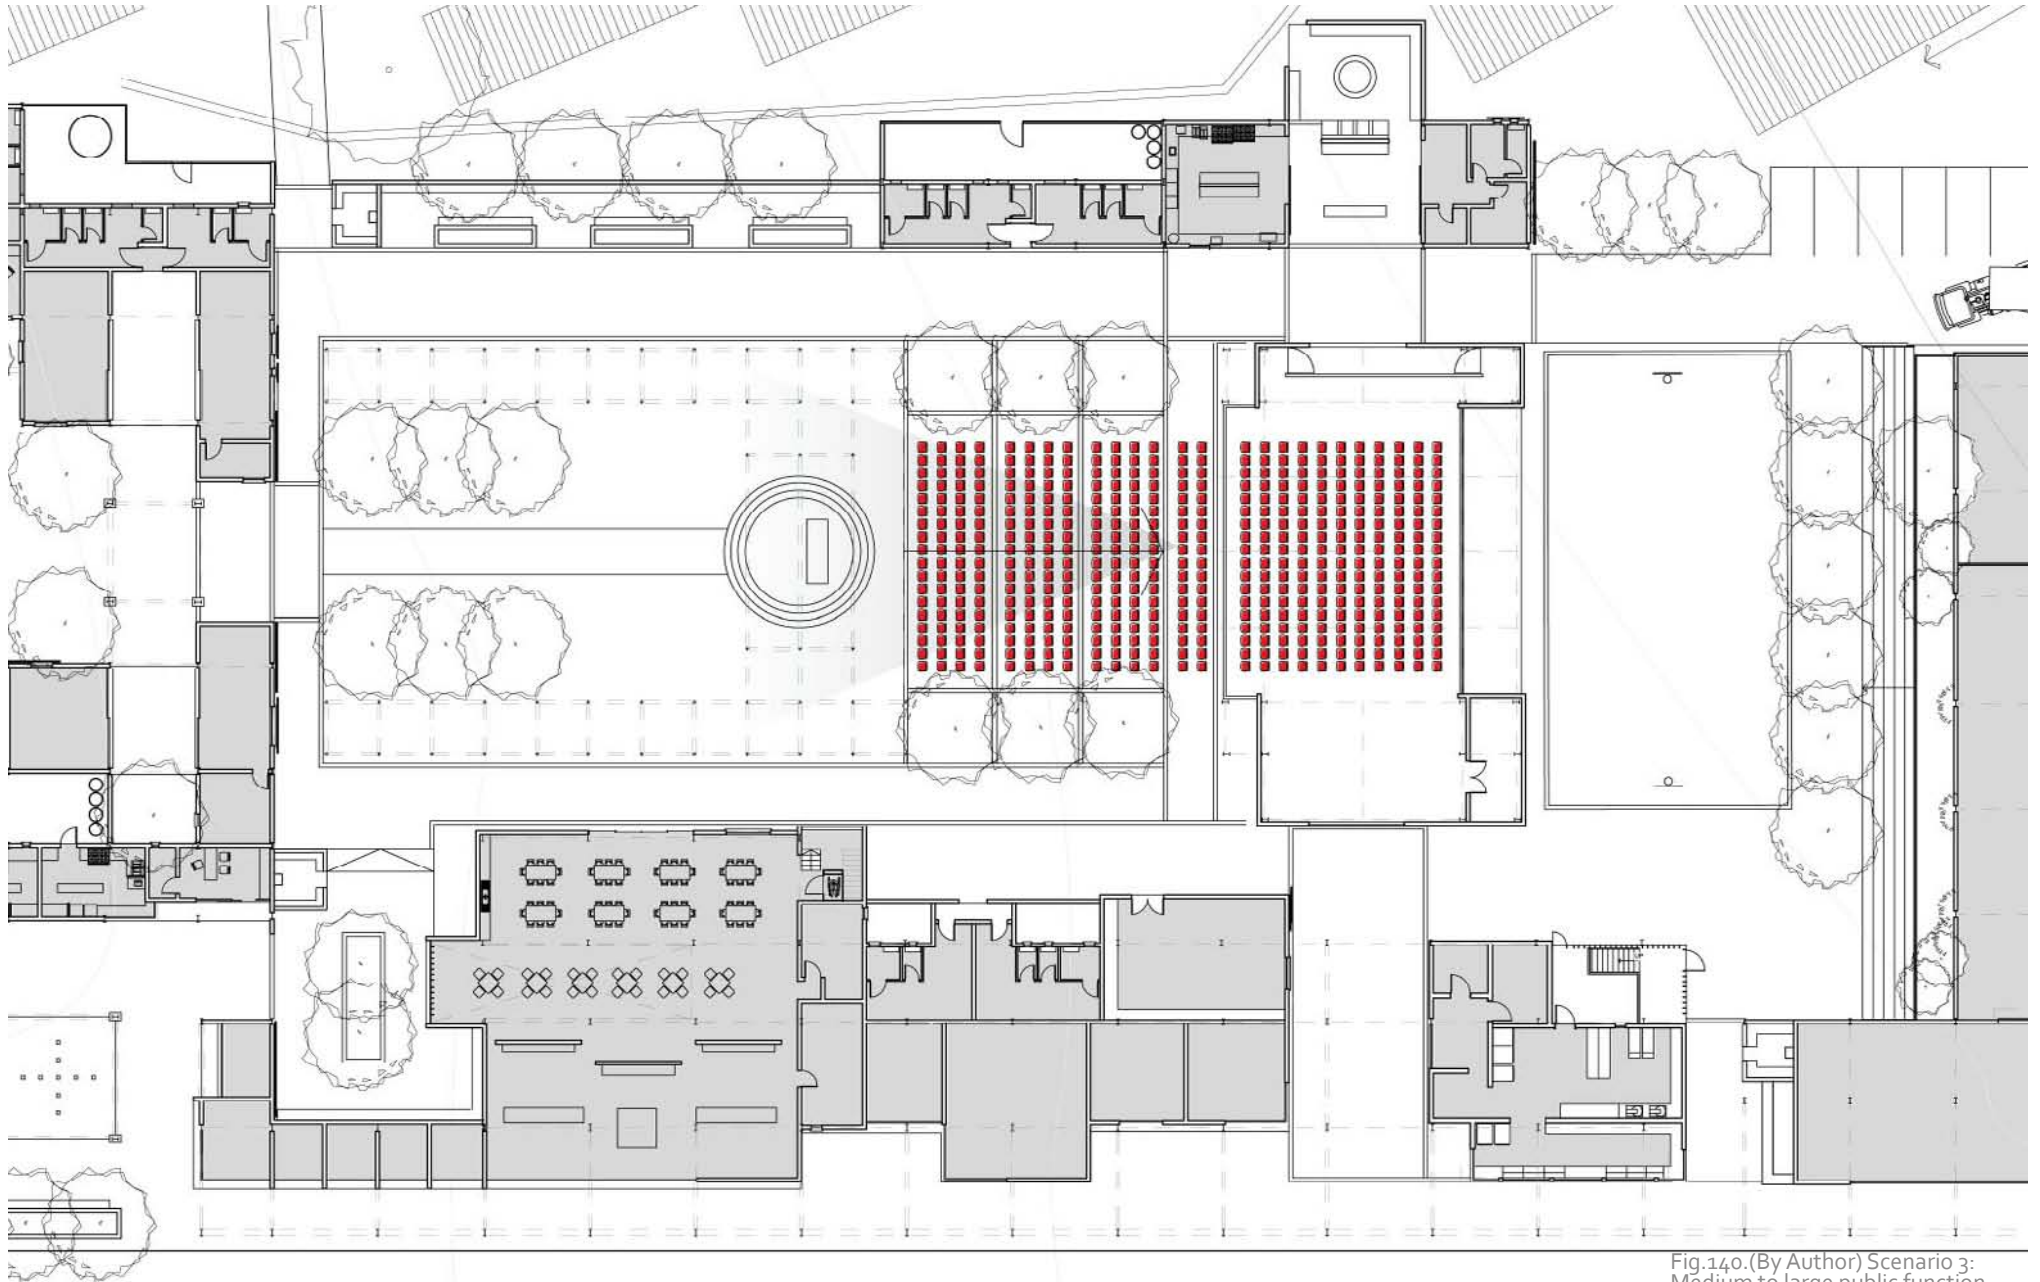 Fig.140.(By Author) Scenario 3:
Medium to large public function